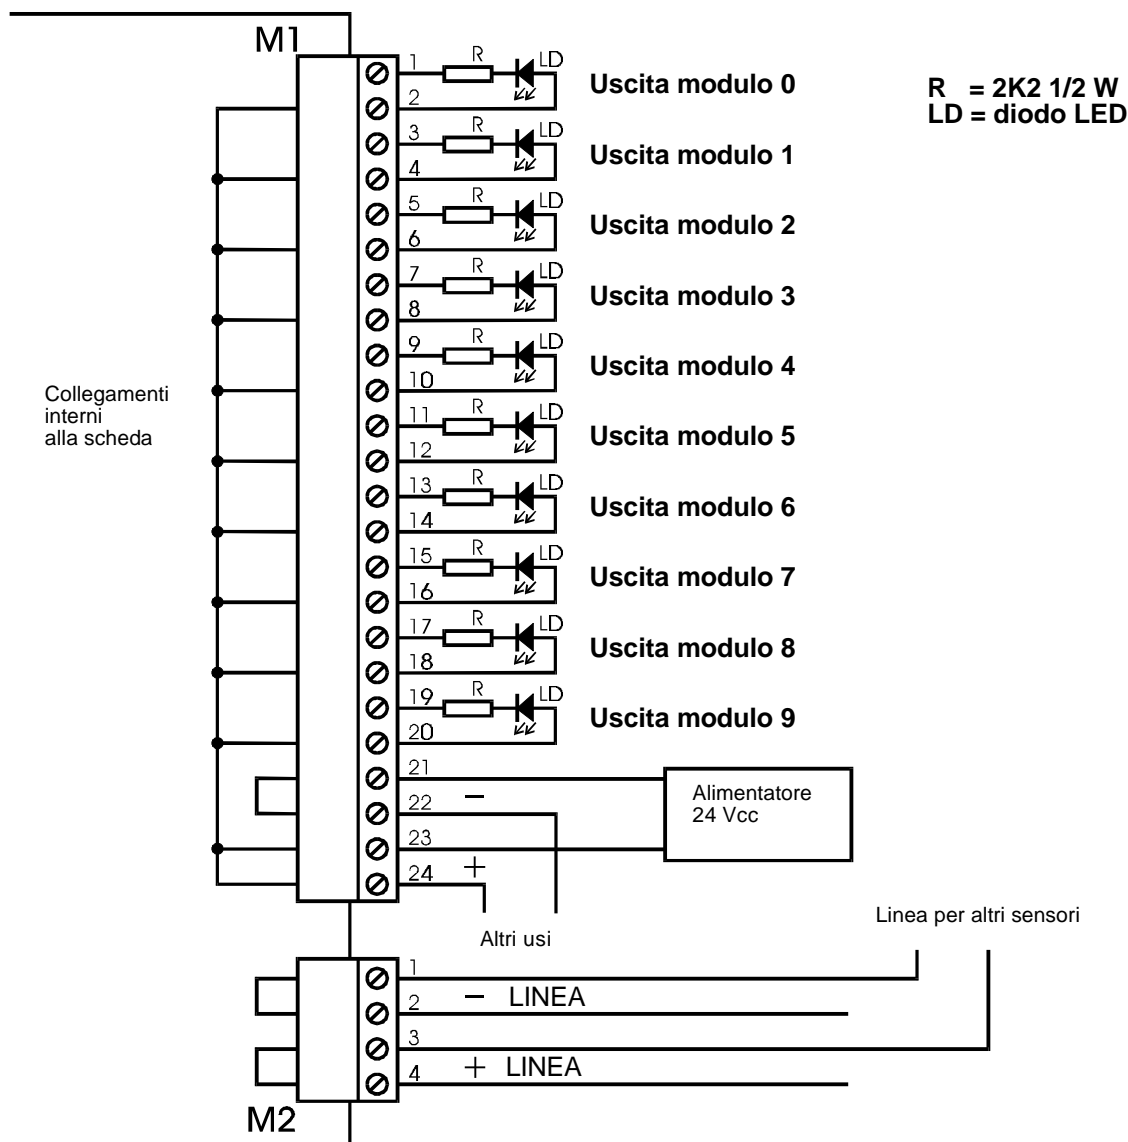 M1
1 R LD
2
Uscita modulo 0
R = 2K2 1/2 W
LD = diodo LED
3 R LD
4
Uscita modulo 1
5 R LD
6
Uscita modulo 2
7 R LD
8
Uscita modulo 3
9 R LD
10
Uscita modulo 4
Collegamenti
interni
alla scheda
11 R LD
12
Uscita modulo 5
13 R LD
14
Uscita modulo 6
15 R LD
16
Uscita modulo 7
17 R LD
18
Uscita modulo 8
19 R LD
20
Uscita modulo 9
21
22 −
23
24 +
Alimentatore
24 Vcc
Altri usi
Linea per altri sensori
1
2 − LINEA
3
4 + LINEA
M2